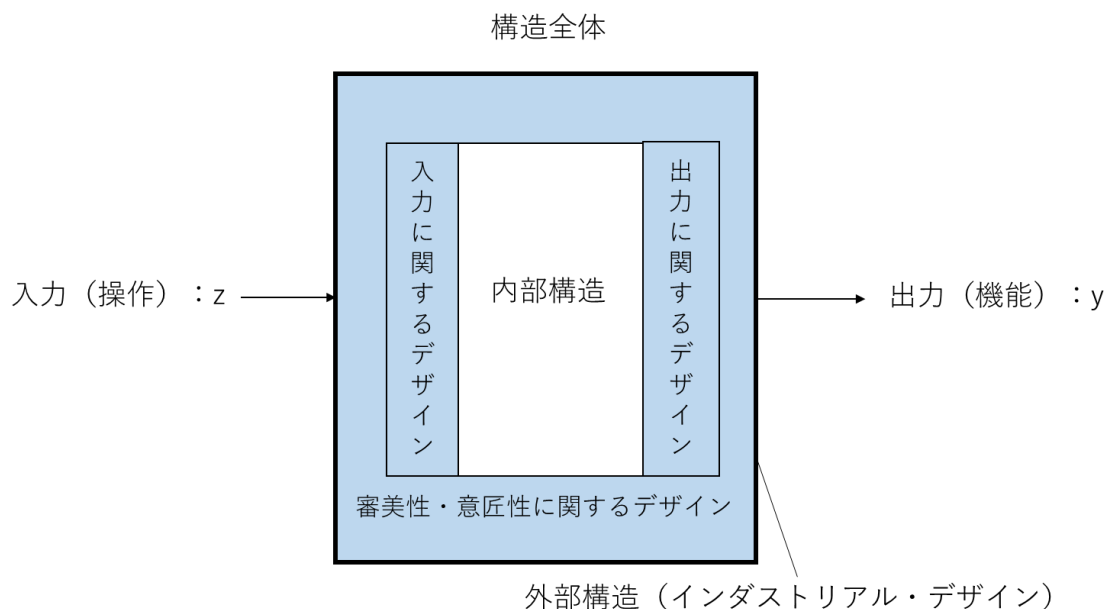 構造全体
入力（操作）：z
入力に関するデザイン
内部構造
出力に関するデザイン
出力（機能）：y
審美性・意匠性に関するデザイン
外部構造（インダストリアル・デザイン）